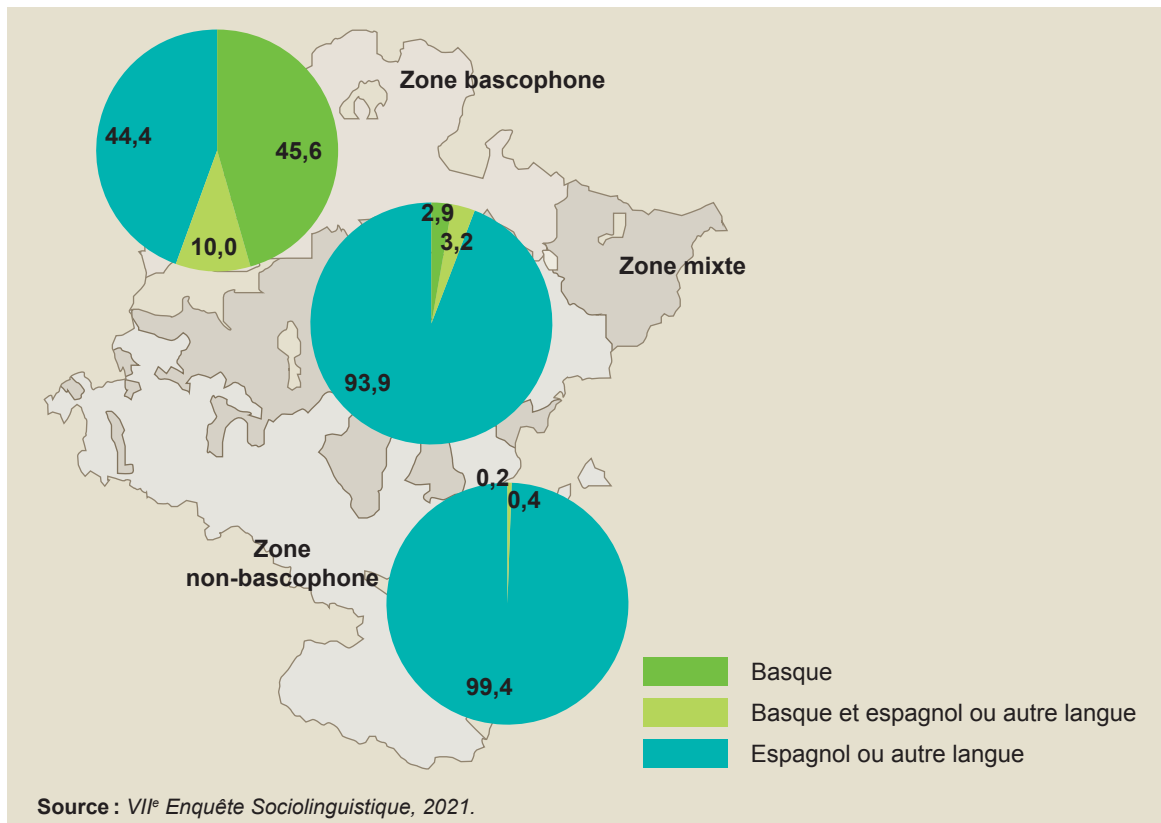 Zone bascophone
44,4
45,6
10,0
2,9
3,2
Zone mixte
93,9
0,2
0,4
Zone
non-bascophone
99,4
Basque
Basque et espagnol ou autre langue
Espagnol ou autre langue
Source : VIIe Enquête Sociolinguistique, 2021.